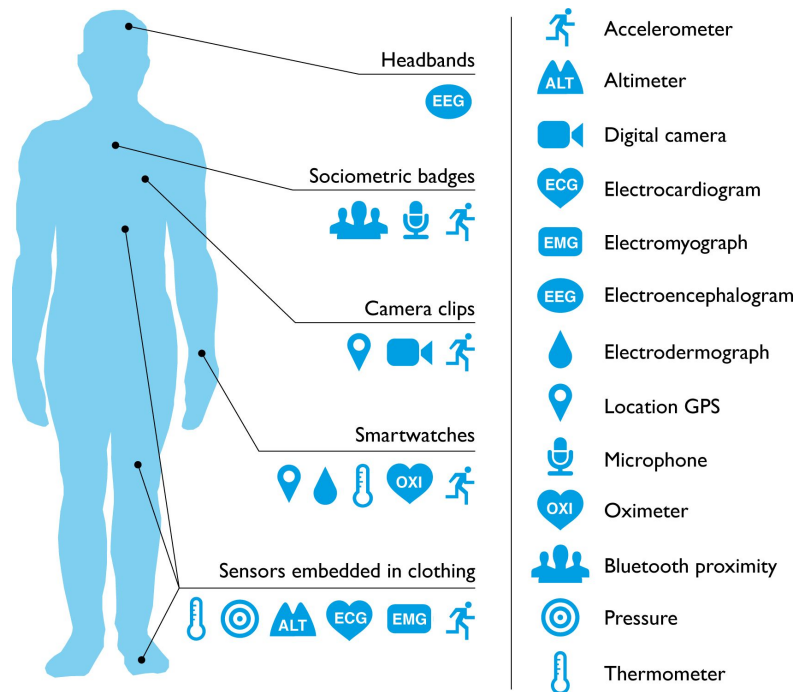 Headbands
EEG
Sociometric badges
Camera clips
Smartwatches
OXI
Sensors embedded in clothing
ALT
ECG
EMG
Accelerometer
ALT
Altimeter
Digital camera
ECG
Electrocardiogram
EMG
Electromyograph
EEG
Electroencephalogram
Electrodermograph
Location GPS
Microphone
OXI
Oximeter
Bluetooth proximity
Pressure
Thermometer